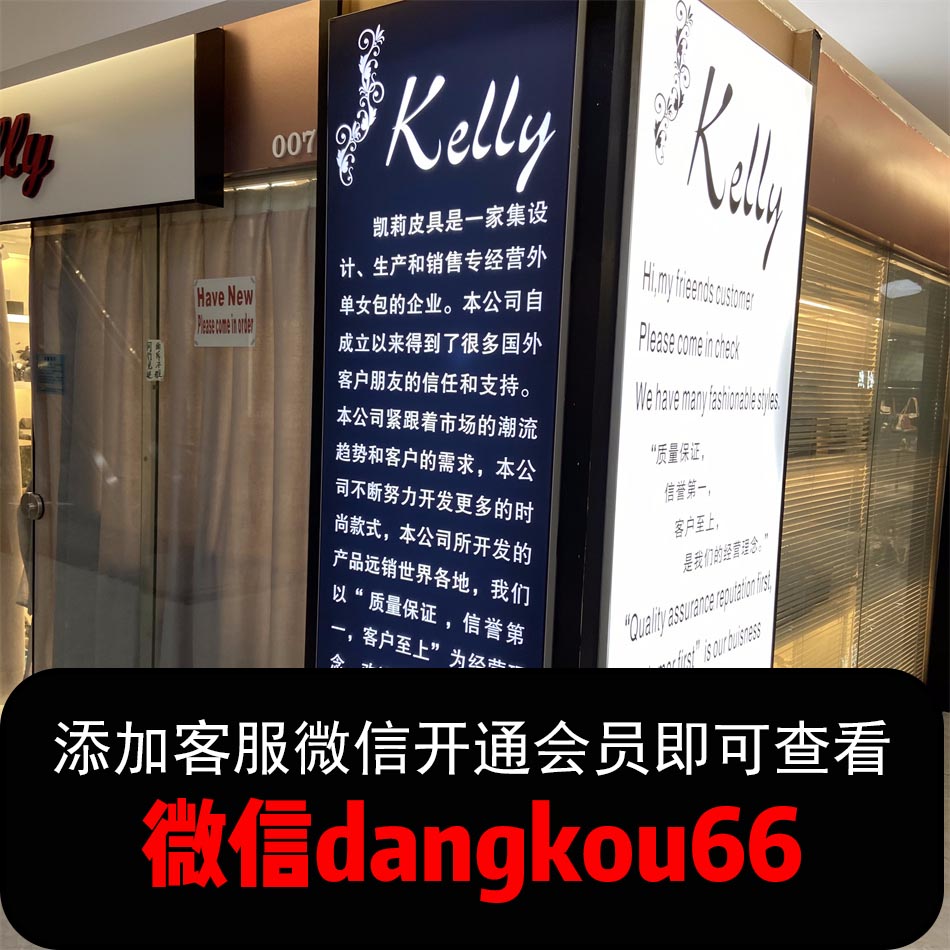 lly
007
Have New
Please come in order
Kelly
凯莉皮具是一家集设
计、生产和销售专经营外
单女包的企业。本公司自
成立以来得到了很多国外
客户朋友的信任和支持。
本公司紧跟着市场的潮流
趋势和客户的需求，本公
司不断努力开发更多的时
尚款式，本公司所开发的
产品远销世界各地，我们
以“质量保证，信誉第
一，客户至上”为经营理
Kelly
Hi,my frieends customer
Please come in check
We have many fashionable styles.
“质量保证，
信誉第一，
客户至上，
是我们的经营理念。”
“Quality assurance reputation first,
first” is our buisness
添加客服微信开通会员即可查看
微信dangkou66